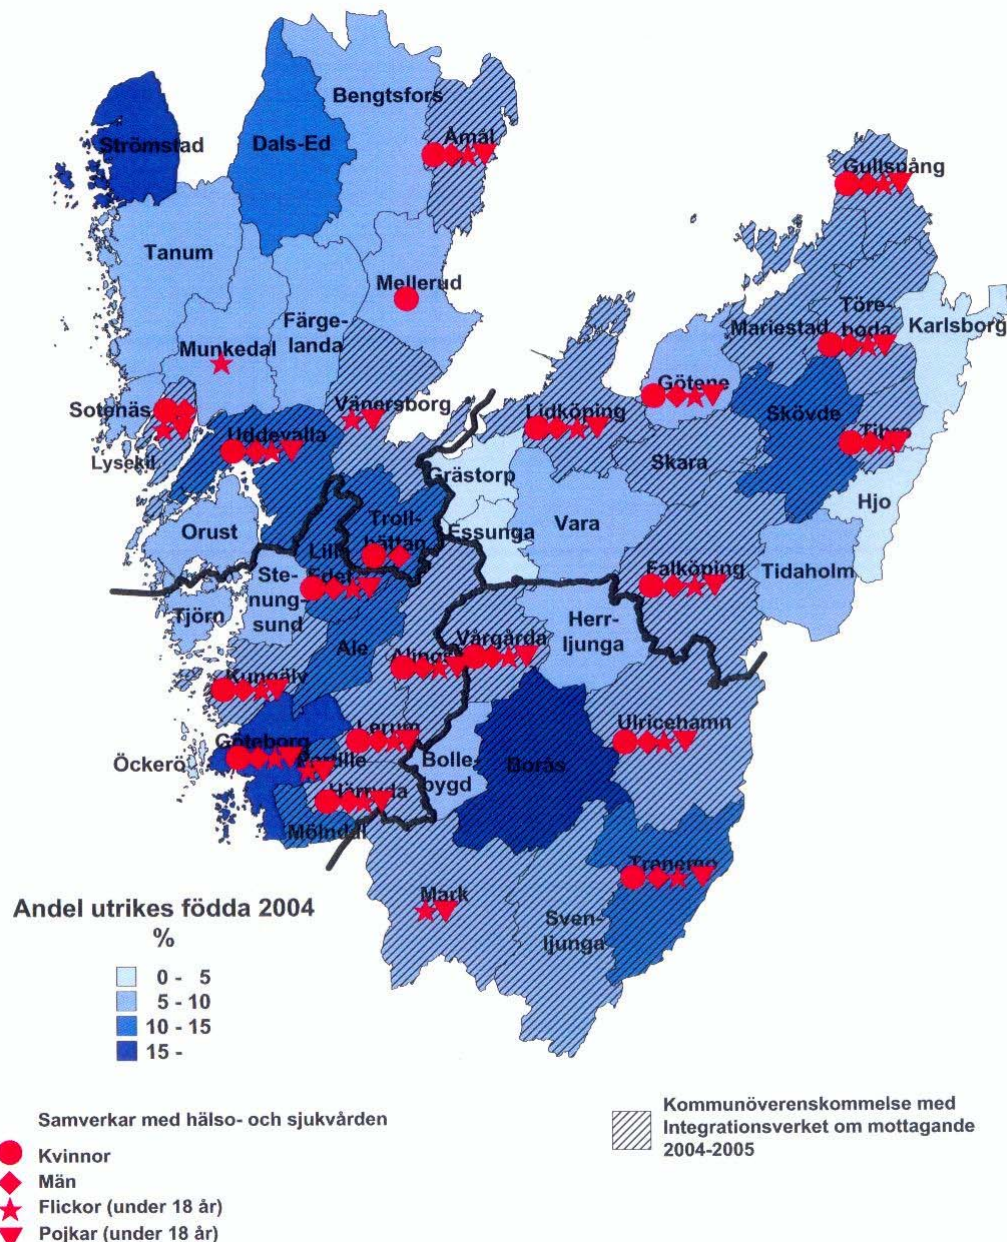 Bengtsfors
Strömstad
Dals-Ed
Åmål
Gullspång
Tanum
Mellerud
Töre-
boda
Karlsborg
Färge-
landa
Mariestad
Munkedal
Götene
Sotenäs
Vänersborg
Lidköping
Skövde
Uddevalla
Tibro
Lysekil
Skara
Grästorp
Hjo
Orust
Troll-
hättan
Essunga
Vara
Lilla
Edet
Ste-
nung-
sund
Falköping
Tidaholm
Tjörn
Herr-
ljunga
Ale
Vårgårda
Alingsås
Kungälv
Ulricehamn
Lerum
Göteborg
Öckerö
Partille
Bolle-
bygd
Borås
Härryda
Mölndal
Tranemo
Mark
Sven-
ljunga
Andel utrikes födda 2004
%
0 - 5
5 - 10
10 - 15
15 -
Samverkar med hälso- och sjukvården
Kvinnor
Män
Flickor (under 18 år)
Pojkar (under 18 år)
Kommunöverenskommelse med
Integrationsverket om mottagande
2004-2005